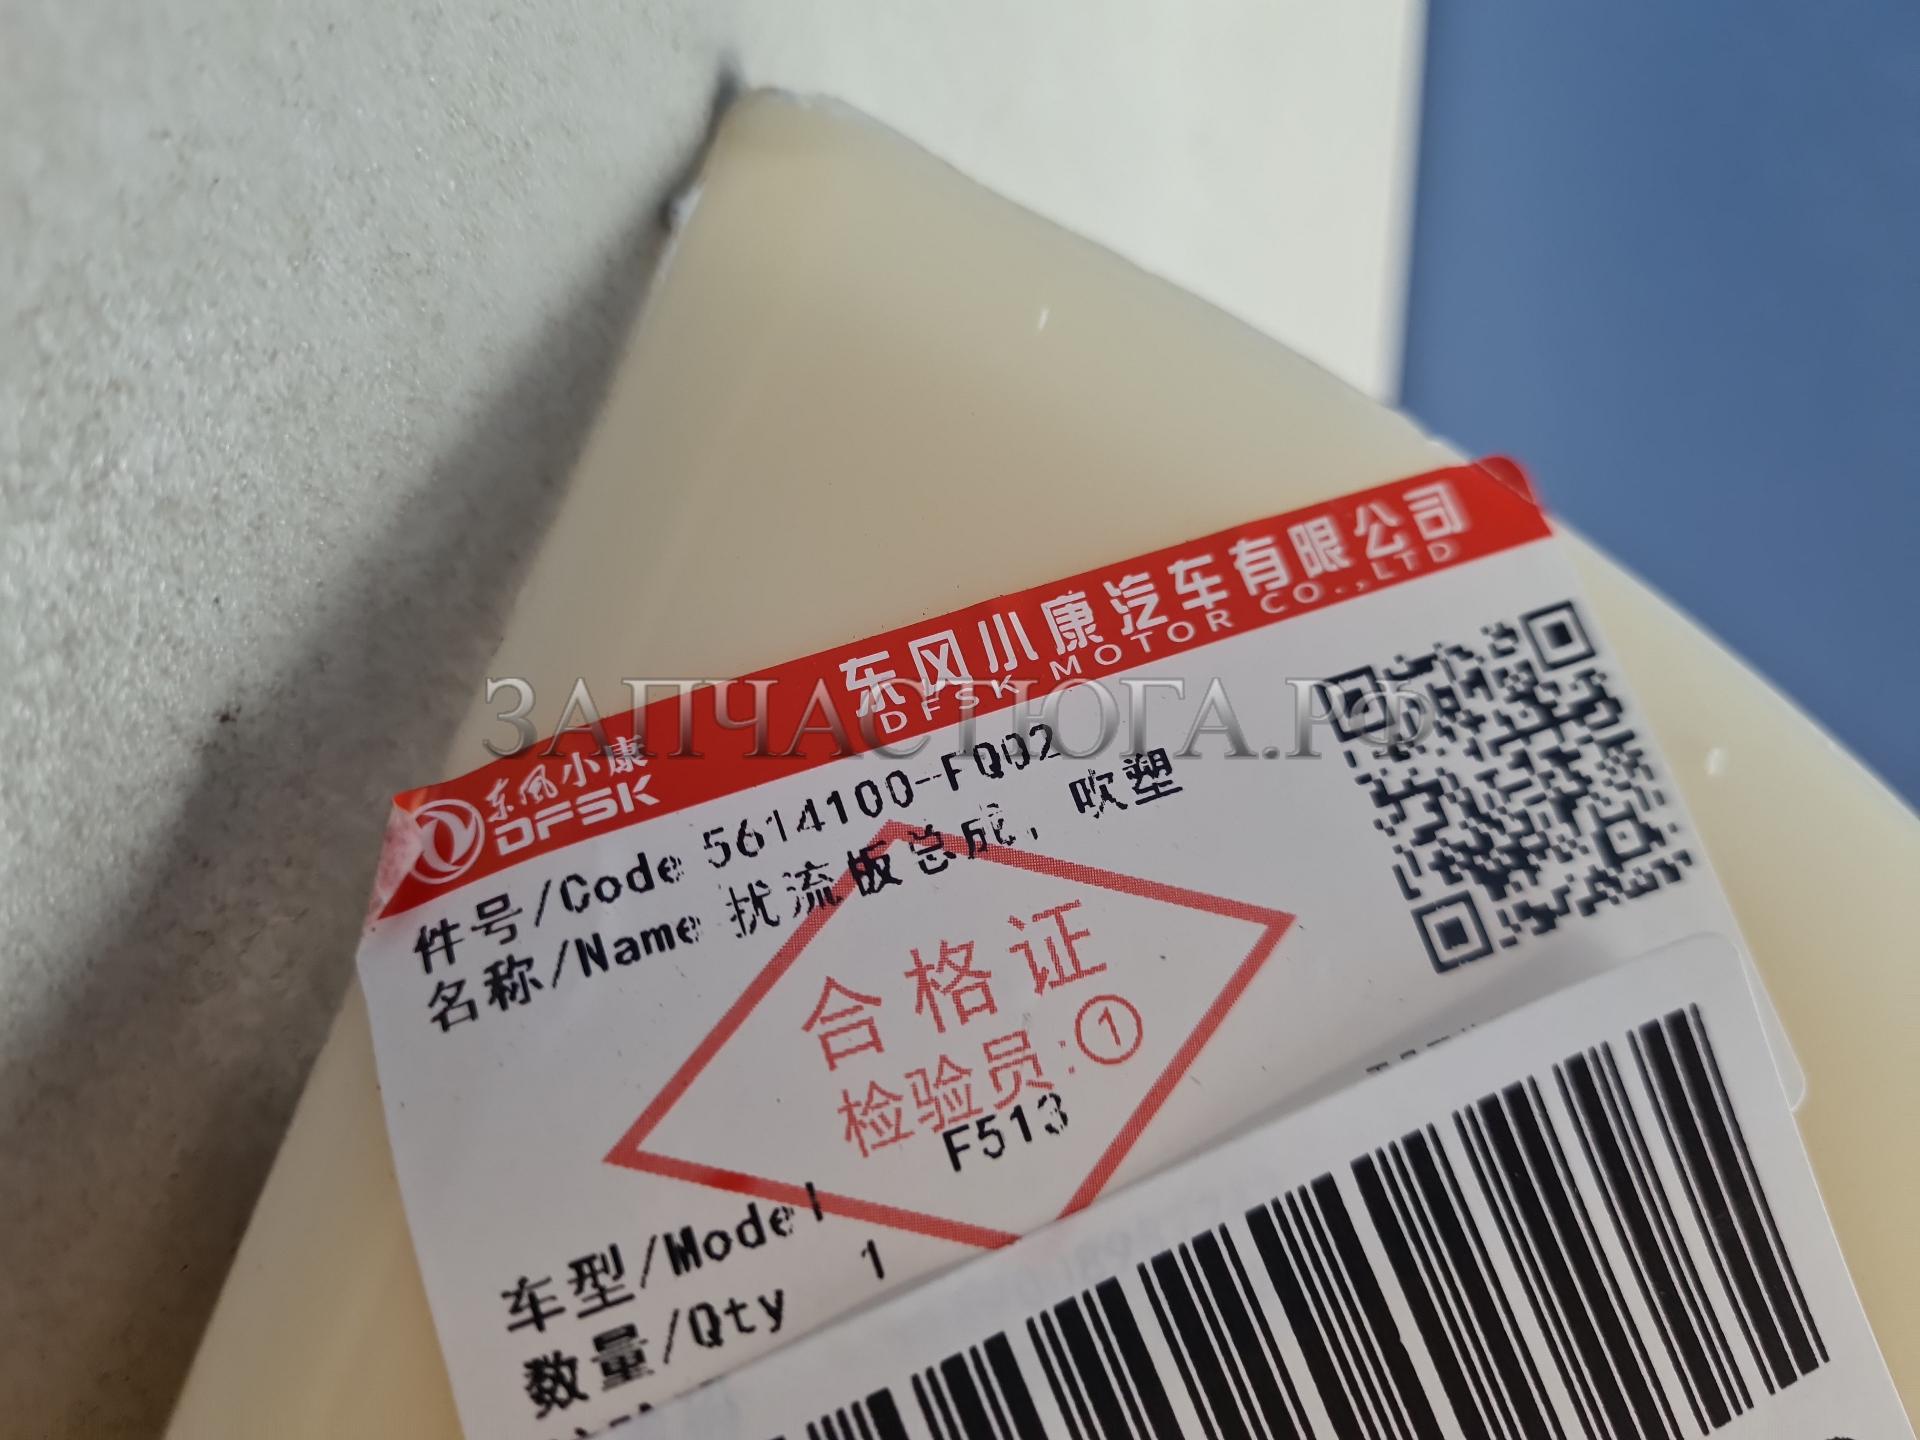 东风小康汽车有限公司
DFSK MOTOR CO.,LTD
东风小康
DFSK
ЗАПЧАСТЮГА.РФ
件号/Code 5614100-FQ02
名称/Name 扰流板总成，吹塑
合格证
检验员:①
F513
车型/Model
数量/Qty 1